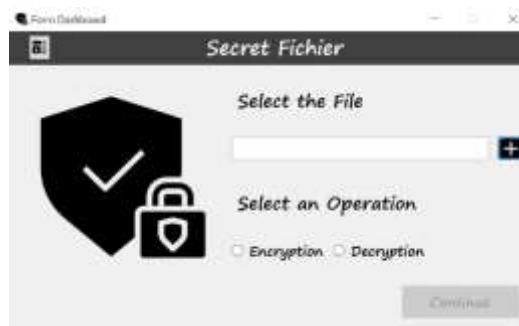 Form Dashboard
Secret Fichier
Select the File
Select an Operation
Encryption Decryption
Continue